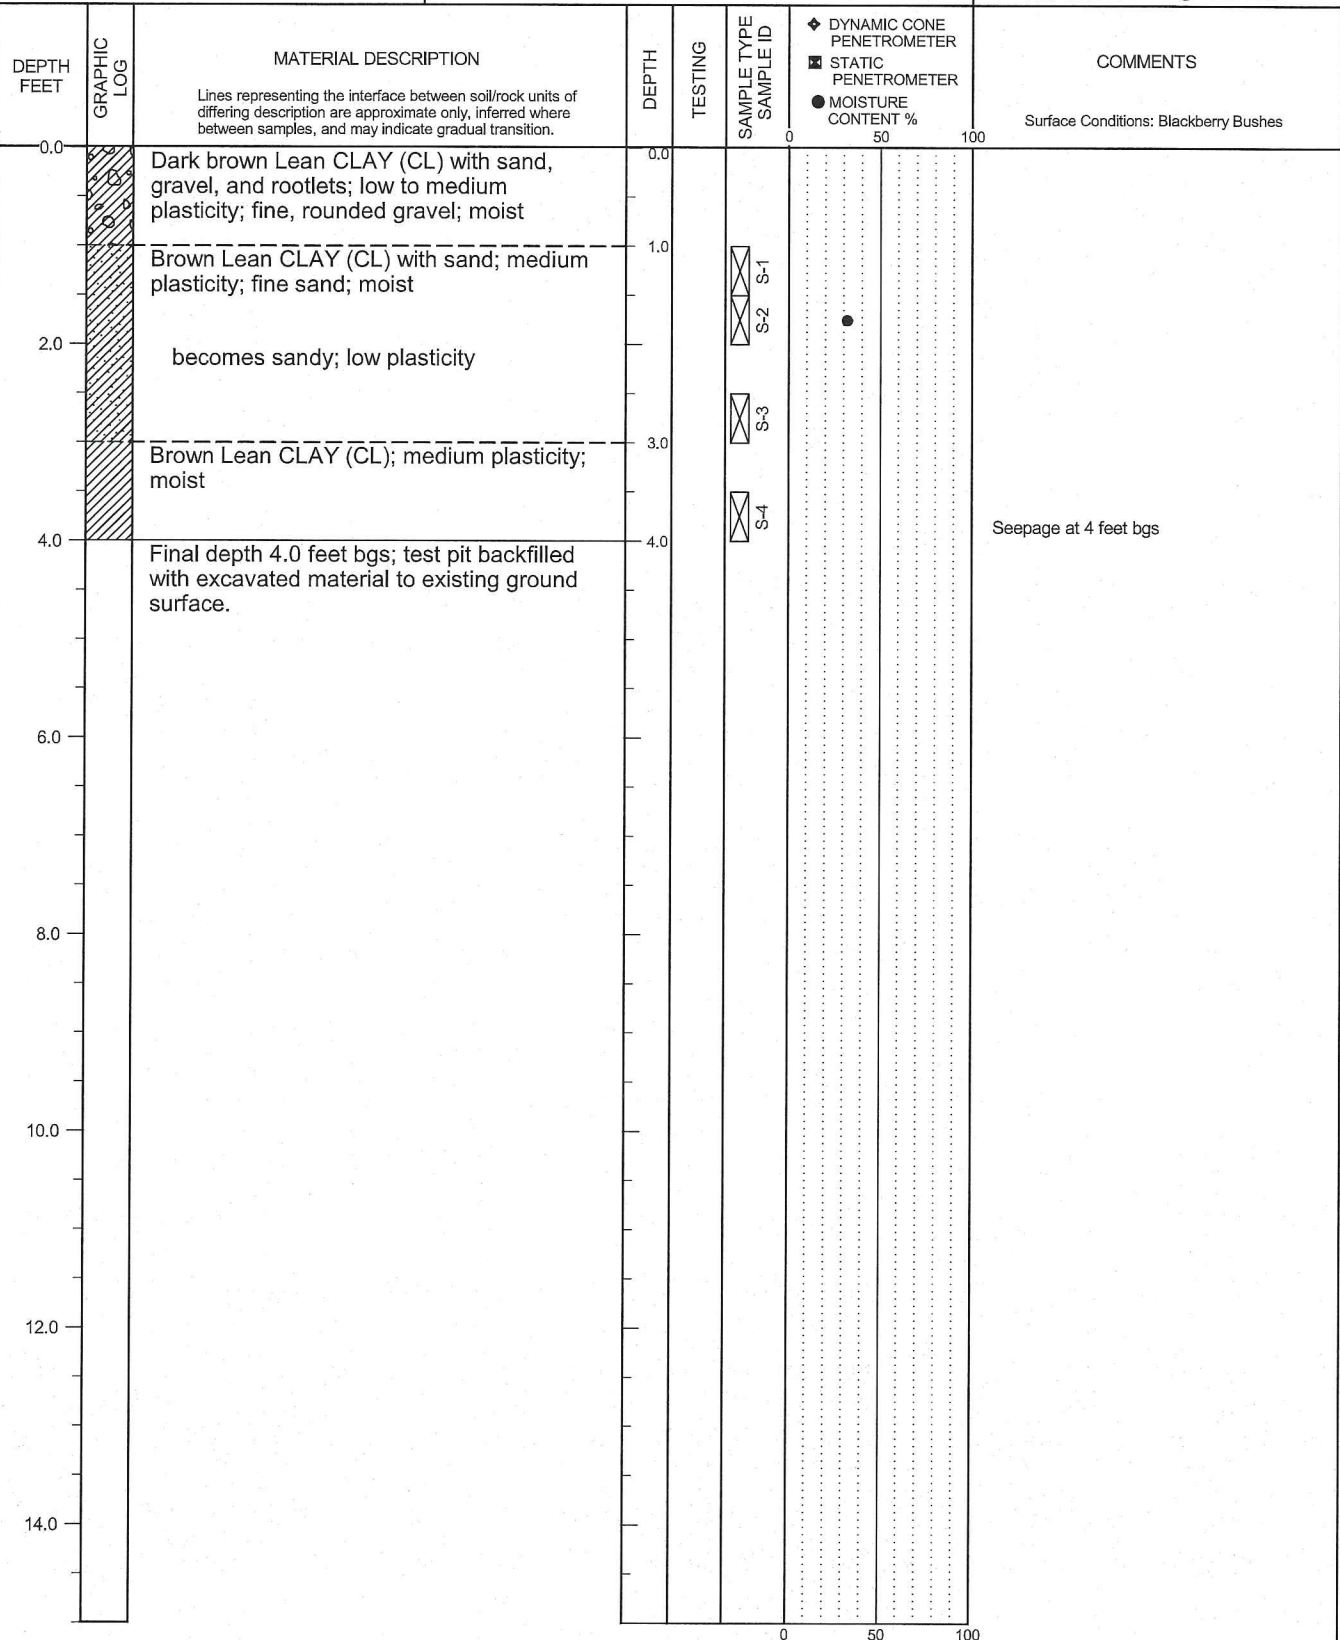 DEPTH
FEET
GRAPHIC
LOG
MATERIAL DESCRIPTION
Lines representing the interface between soil/rock units of
differing description are approximate only, inferred where
between samples, and may indicate gradual transition.
DEPTH
TESTING
SAMPLE TYPE
SAMPLE ID
DYNAMIC CONE
PENETROMETER
STATIC
PENETROMETER
MOISTURE
CONTENT %
0 50 100
COMMENTS
Surface Conditions: Blackberry Bushes
0.0
Dark brown Lean CLAY (CL) with sand,
gravel, and rootlets; low to medium
plasticity; fine, rounded gravel; moist
0.0
1.0
Brown Lean CLAY (CL) with sand; medium
plasticity; fine sand; moist
S-1
S-2
2.0
becomes sandy; low plasticity
S-3
3.0
Brown Lean CLAY (CL); medium plasticity;
moist
S-4
Seepage at 4 feet bgs
4.0
4.0
Final depth 4.0 feet bgs; test pit backfilled
with excavated material to existing ground
surface.
6.0
8.0
10.0
12.0
14.0
0 50 100